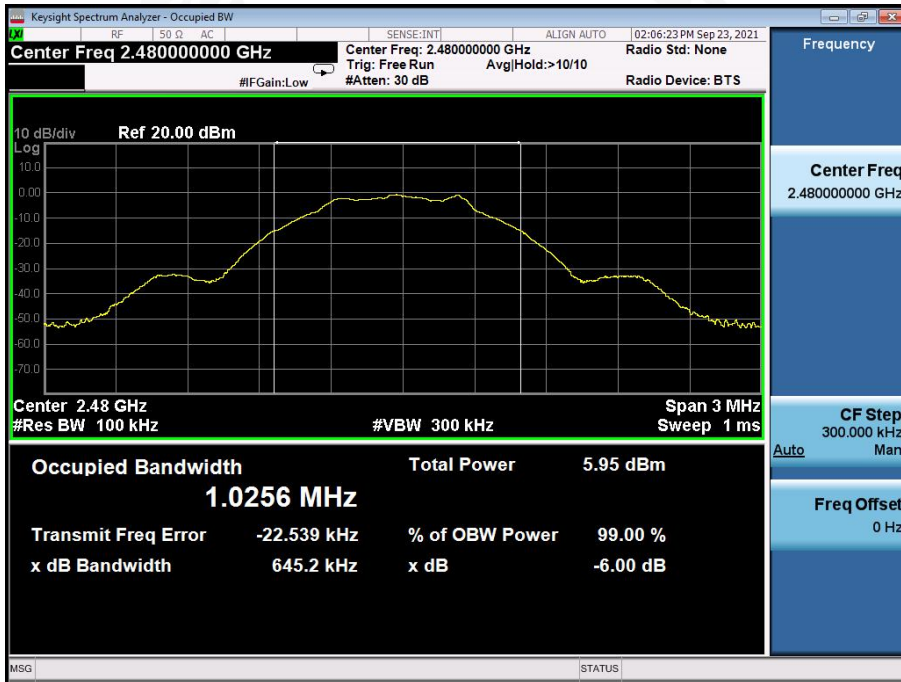 Keysight Spectrum Analyzer - Occupied BW
LXI RF 50 Ω AC SENSE:INT ALIGN AUTO 02:06:23 PM Sep 23, 2021
Center Freq 2.480000000 GHz
Center Freq: 2.480000000 GHz Radio Std: None
Trig: Free Run Avg|Hold:>10/10
#IFGain:Low #Atten: 30 dB Radio Device: BTS
10 dB/div Ref 20.00 dBm
Log
10.0
0.00
-10.0
-20.0
-30.0
-40.0
-50.0
-60.0
-70.0
Center 2.48 GHz Span 3 MHz
#Res BW 100 kHz #VBW 300 kHz Sweep 1 ms
Occupied Bandwidth Total Power 5.95 dBm
1.0256 MHz
Transmit Freq Error -22.539 kHz % of OBW Power 99.00 %
x dB Bandwidth 645.2 kHz x dB -6.00 dB
MSG STATUS
Frequency
Center Freq
2.480000000 GHz
CF Step
300.000 kHz
Auto Man
Freq Offset
0 Hz